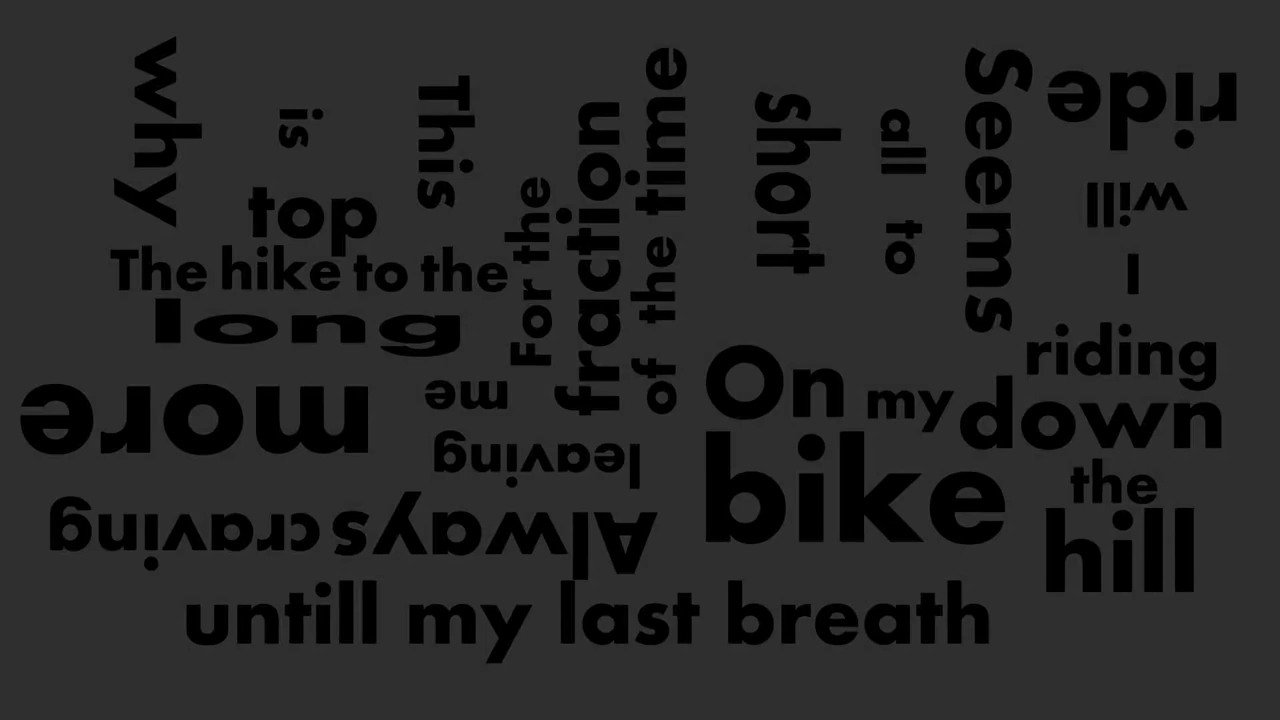 The hike to the
top
Seems
all to
short
For the
fraction
of the time
On my
bike
riding
down
the
hill
Always craving
leaving
me
more
This
is
why
I
will
ride
long
untill my last breath